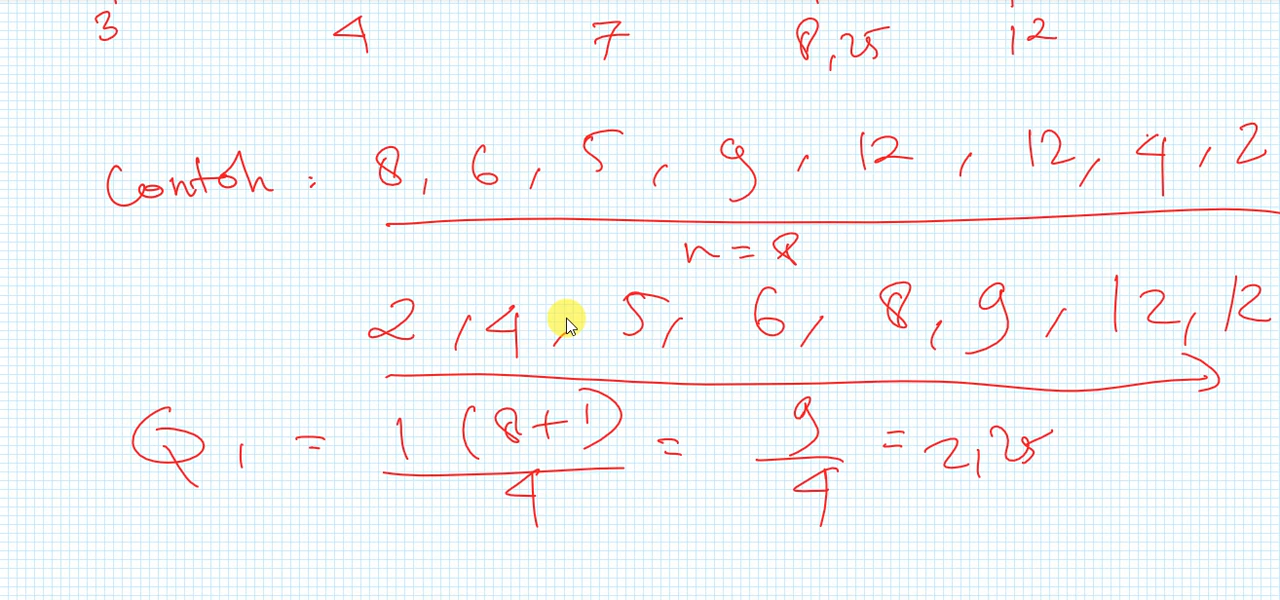 3 4 7 8,25 12
Contoh : 8, 6, 5, 9, 12, 12, 4, 2
n = 8
2, 4, 5, 6, 8, 9, 12, 12
Q1 = 1 (8+1) / 4 = 9 / 4 = 2,25